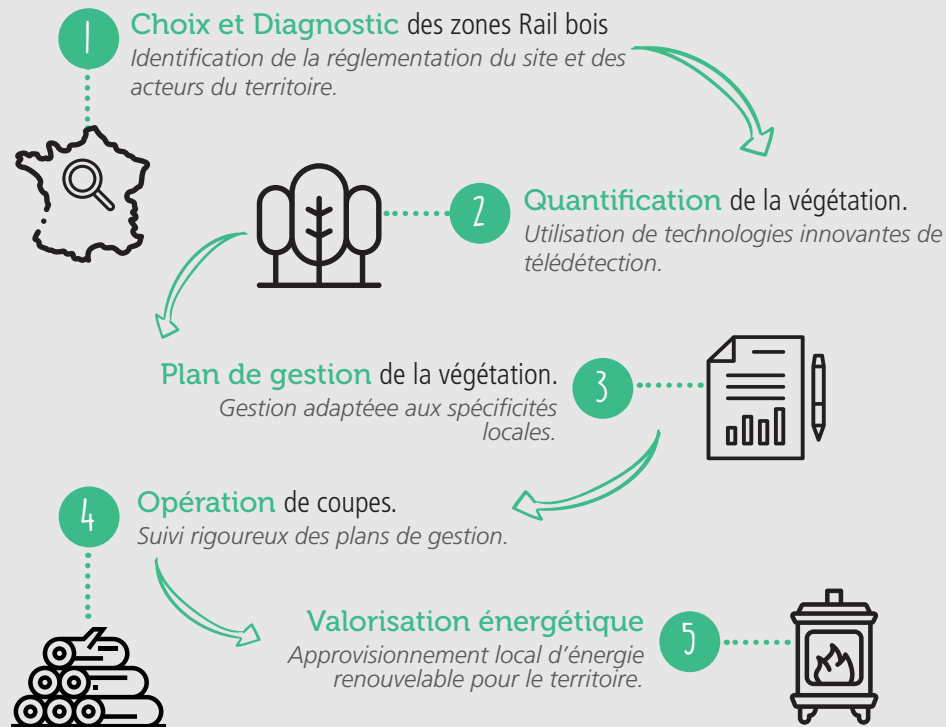 1
Choix et Diagnostic des zones Rail bois
Identification de la réglementation du site et des
acteurs du territoire.
2
Quantification de la végétation.
Utilisation de technologies innovantes de
télédétection.
Plan de gestion de la végétation.
3
Gestion adaptéee aux spécificités
locales.
4
Opération de coupes.
Suivi rigoureux des plans de gestion.
Valorisation énergétique
5
Approvisionnement local d'énergie
renouvelable pour le territoire.